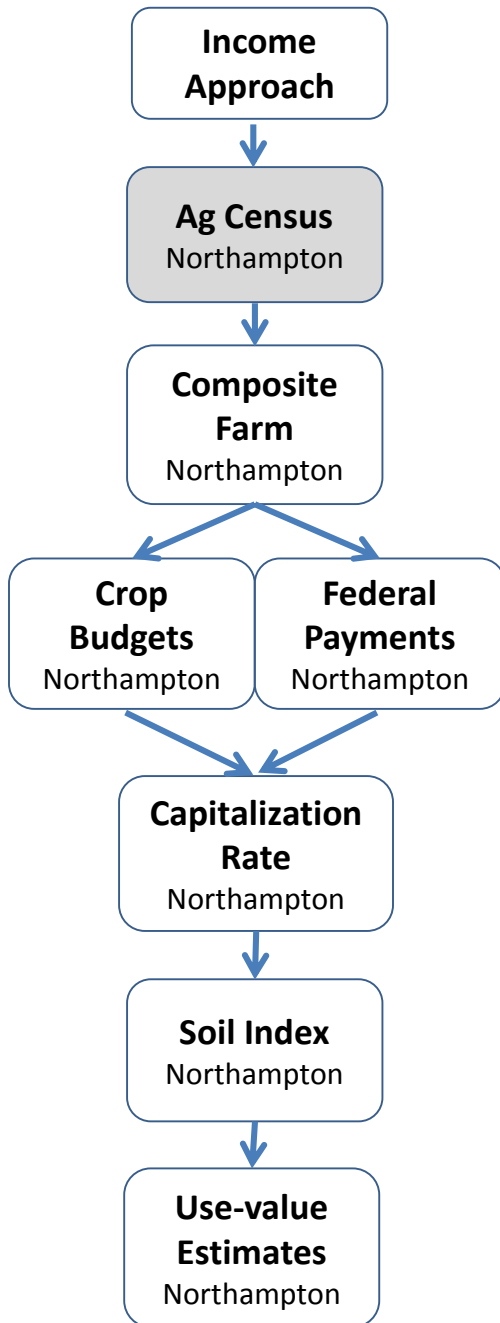 Income
Approach
Ag Census
Northampton
Composite
Farm
Northampton
Crop
Budgets
Northampton
Federal
Payments
Northampton
Capitalization
Rate
Northampton
Soil Index
Northampton
Use-value
Estimates
Northampton